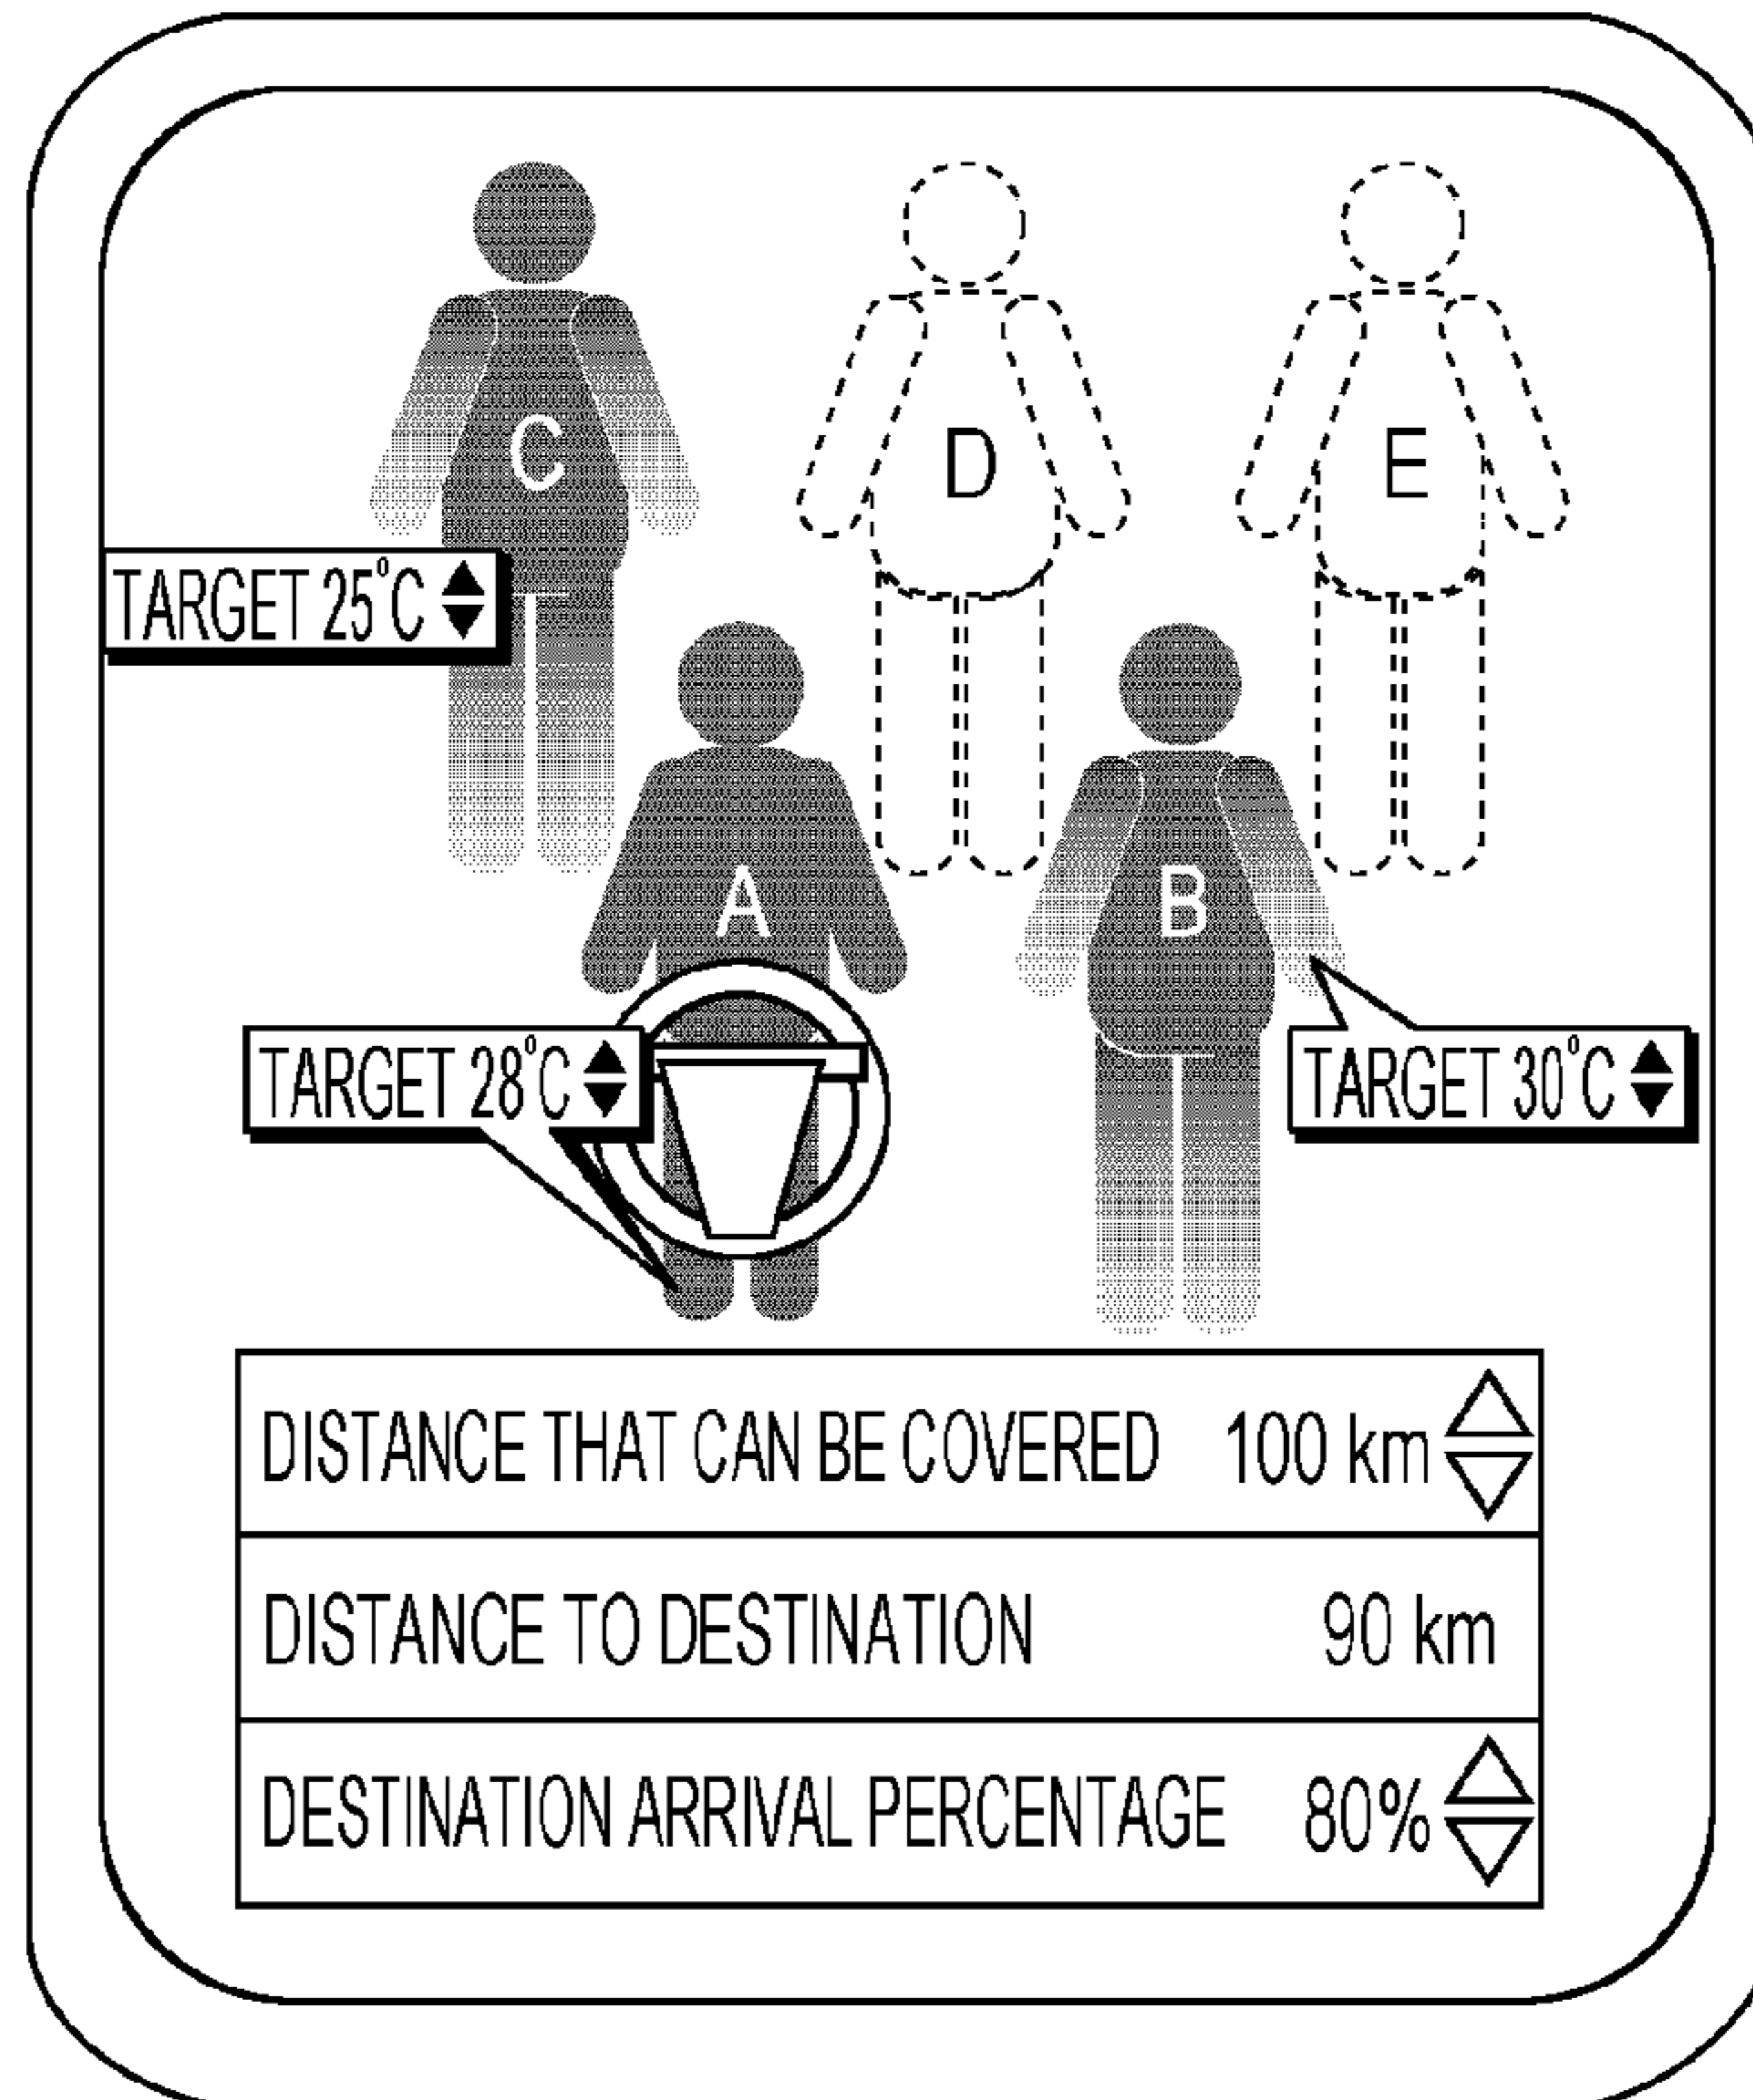 C
D
E
TARGET 25°C
A
B
TARGET 28°C
TARGET 30°C
DISTANCE THAT CAN BE COVERED 100 km
DISTANCE TO DESTINATION 90 km
DESTINATION ARRIVAL PERCENTAGE 80%